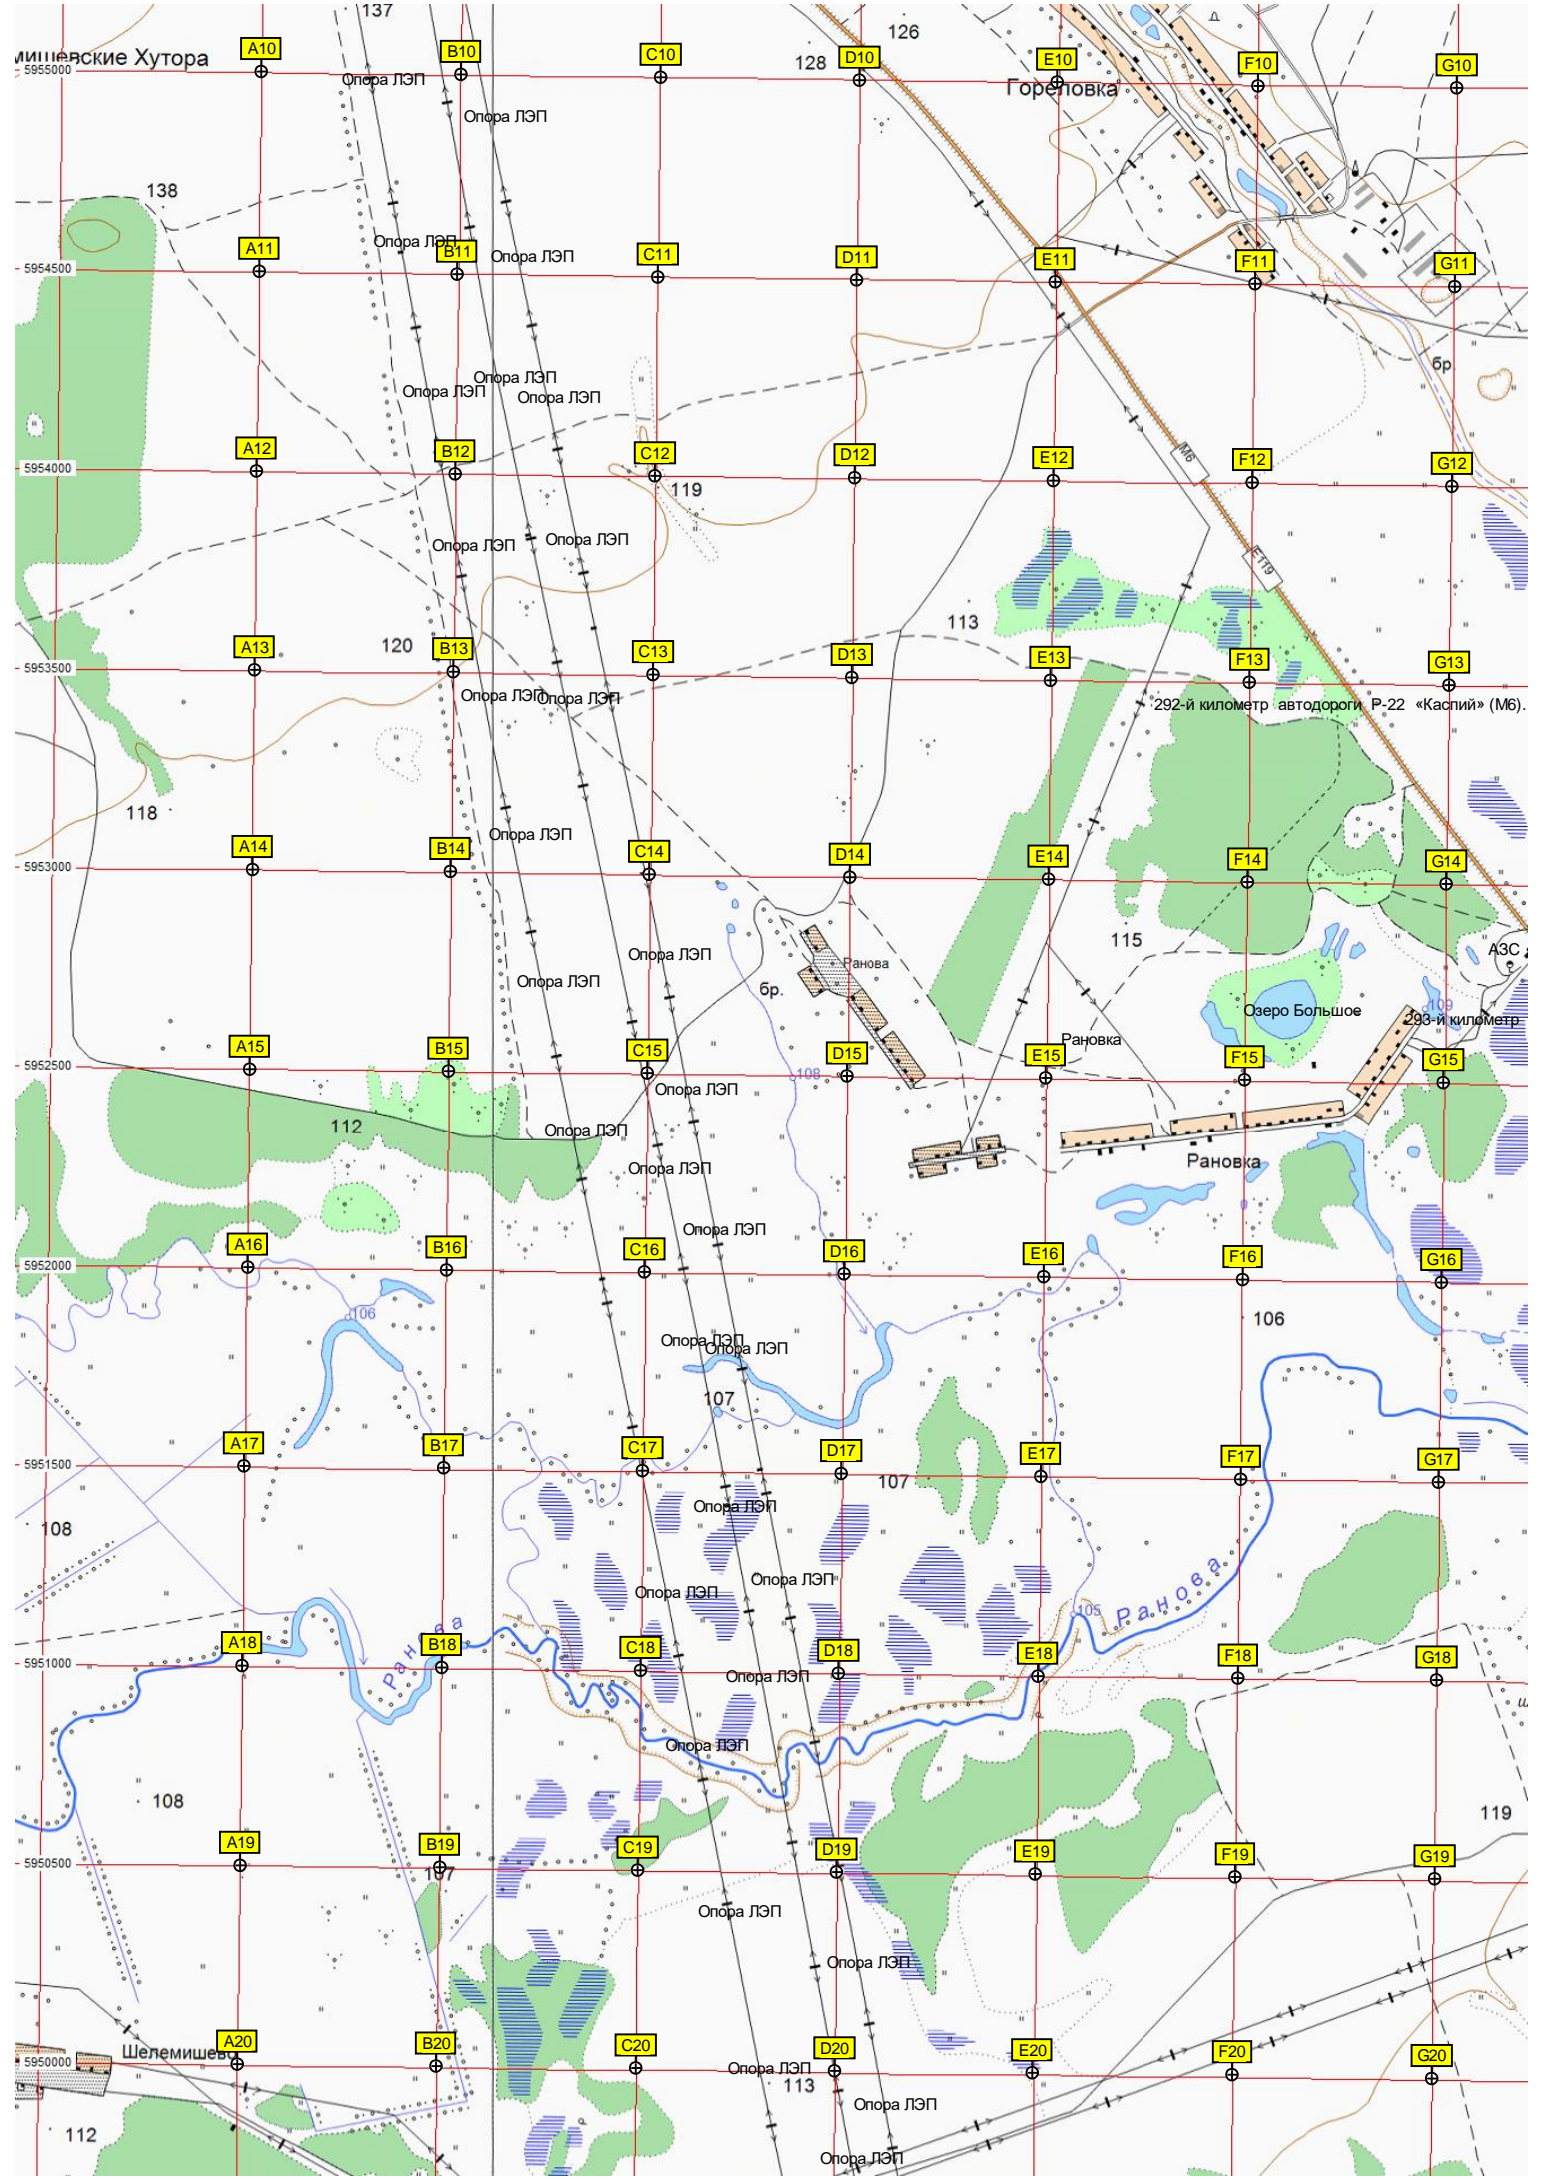 137
126
мишевские Хутора
A10
B10
C10
128
D10
E10
F10
G10
5955000
Опора ЛЭП
Гореловка
Опора ЛЭП
138
A11
Опора ЛЭП
B11
Опора ЛЭП
C11
D11
E11
F11
G11
5954500
бр.
Опора ЛЭП
Опора ЛЭП
Опора ЛЭП
A12
B12
C12
D12
E12
М6
F12
G12
5954000
119
Опора ЛЭП
Опора ЛЭП
E119
113
A13
120
B13
C13
D13
E13
F13
G13
5953500
Опора ЛЭП
Опора ЛЭП
292-й километр автодороги Р-22 «Каспий» (М6).
118
Опора ЛЭП
A14
B14
C14
D14
E14
F14
G14
5953000
115
АЗС
Опора ЛЭП
Ранова
Опора ЛЭП
бр.
109
Озеро Большое
293-й километр
A15
B15
C15
D15
E15
Рановка
F15
G15
5952500
108
Опора ЛЭП
112
Опора ЛЭП
Опора ЛЭП
Рановка
Опора ЛЭП
A16
B16
C16
D16
E16
F16
G16
5952000
106
106
Опора ЛЭП
Опора ЛЭП
107
A17
B17
C17
D17
E17
F17
G17
5951500
107
Опора ЛЭП
108
Опора ЛЭП
Опора ЛЭП
105
Ранова
Ранова
A18
B18
C18
D18
E18
F18
G18
5951000
Опора ЛЭП
Опора ЛЭП
108
119
A19
B19
C19
D19
E19
F19
G19
5950500
107
Опора ЛЭП
Опора ЛЭП
A20
B20
C20
D20
E20
F20
G20
Шелемишево
5950000
Опора ЛЭП
113
Опора ЛЭП
112
Опора ЛЭП